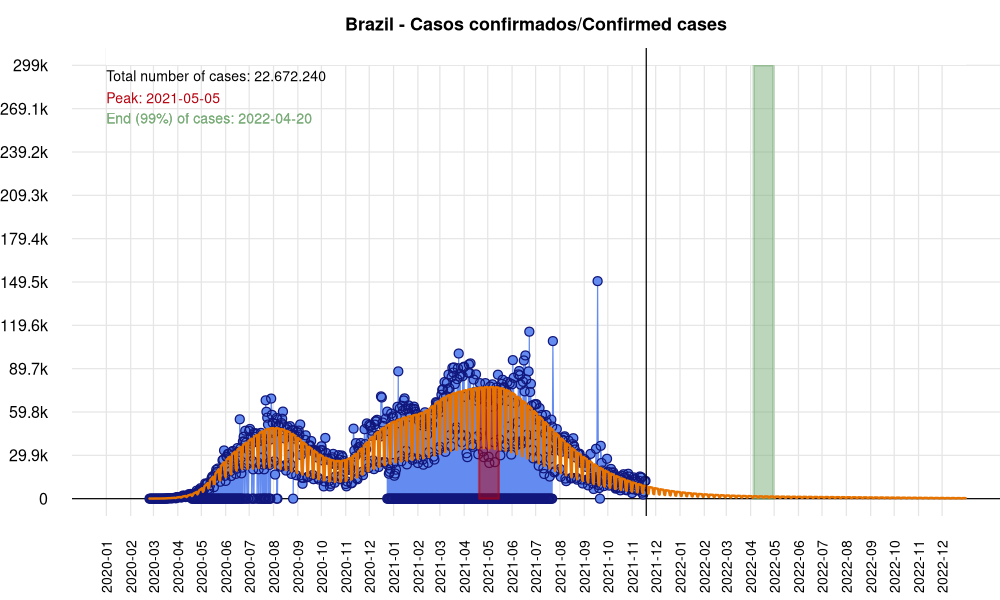 Brazil - Casos confirmados/Confirmed cases
299k
Total number of cases: 22.672.240
Peak: 2021-05-05
269.1k
End (99%) of cases: 2022-04-20
239.2k
209.3k
179.4k
149.5k
119.6k
89.7k
59.8k
29.9k
0
2020-01
2020-02
2020-03
2020-04
2020-05
2020-06
2020-07
2020-08
2020-09
2020-10
2020-11
2020-12
2021-01
2021-02
2021-03
2021-04
2021-05
2021-06
2021-07
2021-08
2021-09
2021-10
2021-11
2021-12
2022-01
2022-02
2022-03
2022-04
2022-05
2022-06
2022-07
2022-08
2022-09
2022-10
2022-11
2022-12